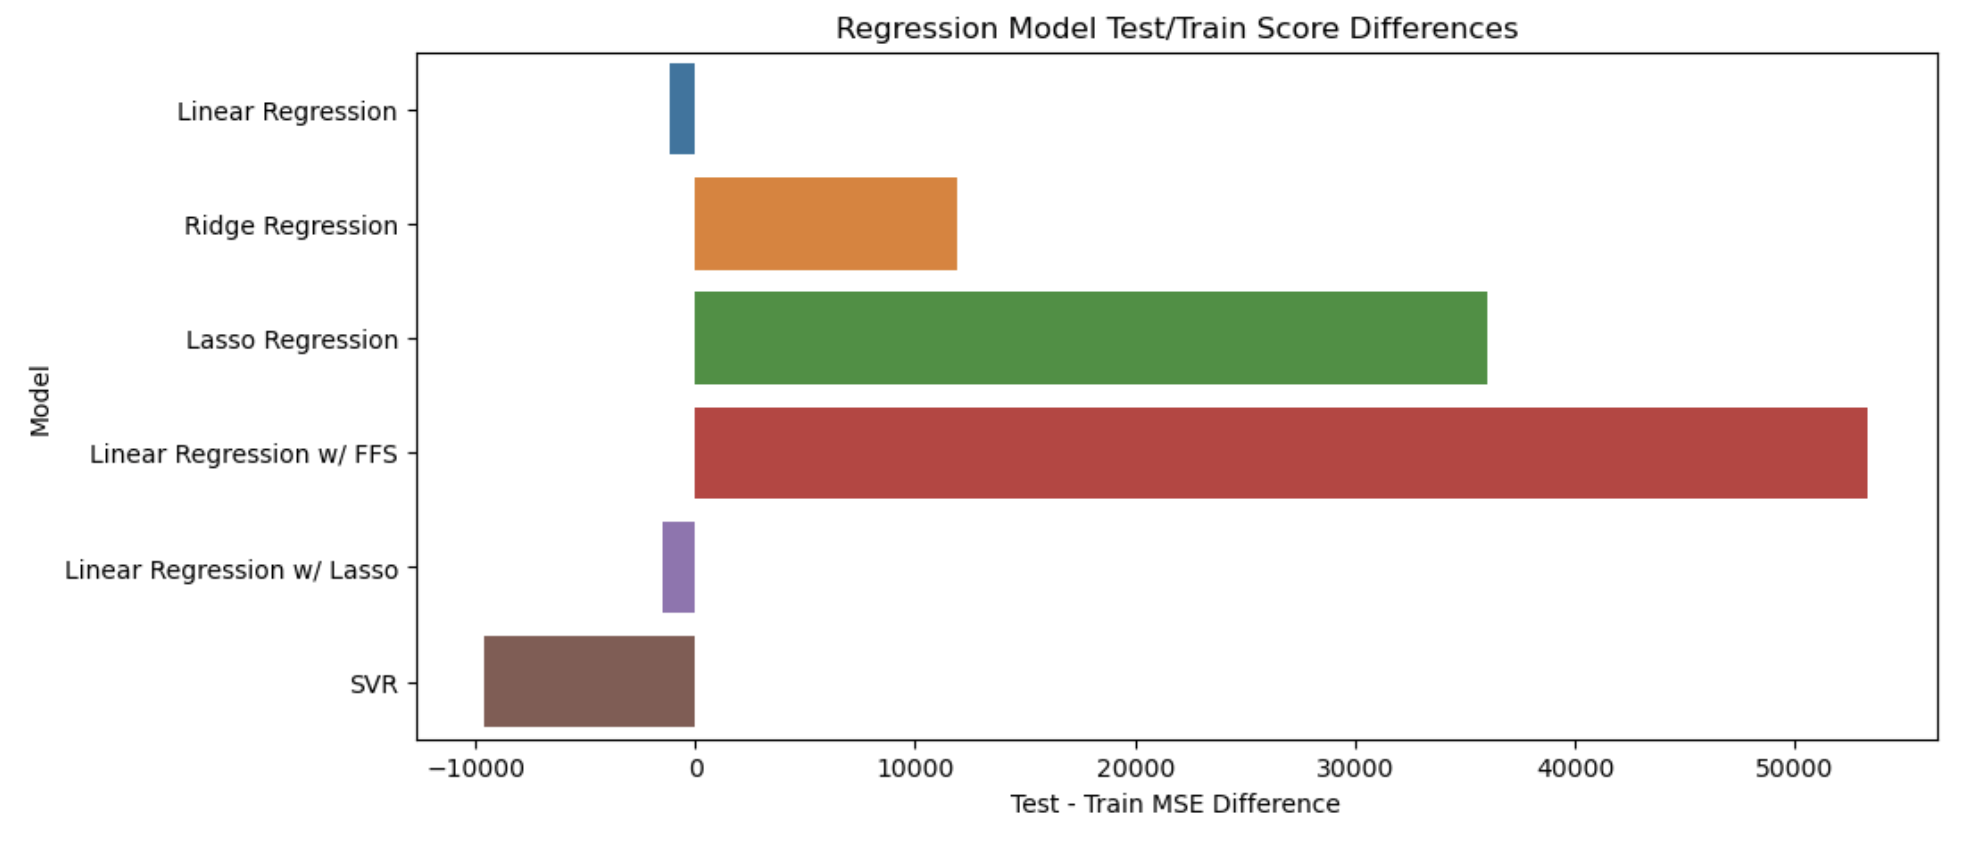 Regression Model Test/Train Score Differences
Model
Linear Regression
Ridge Regression
Lasso Regression
Linear Regression w/ FFS
Linear Regression w/ Lasso
SVR
−10000 0 10000 20000 30000 40000 50000
Test - Train MSE Difference